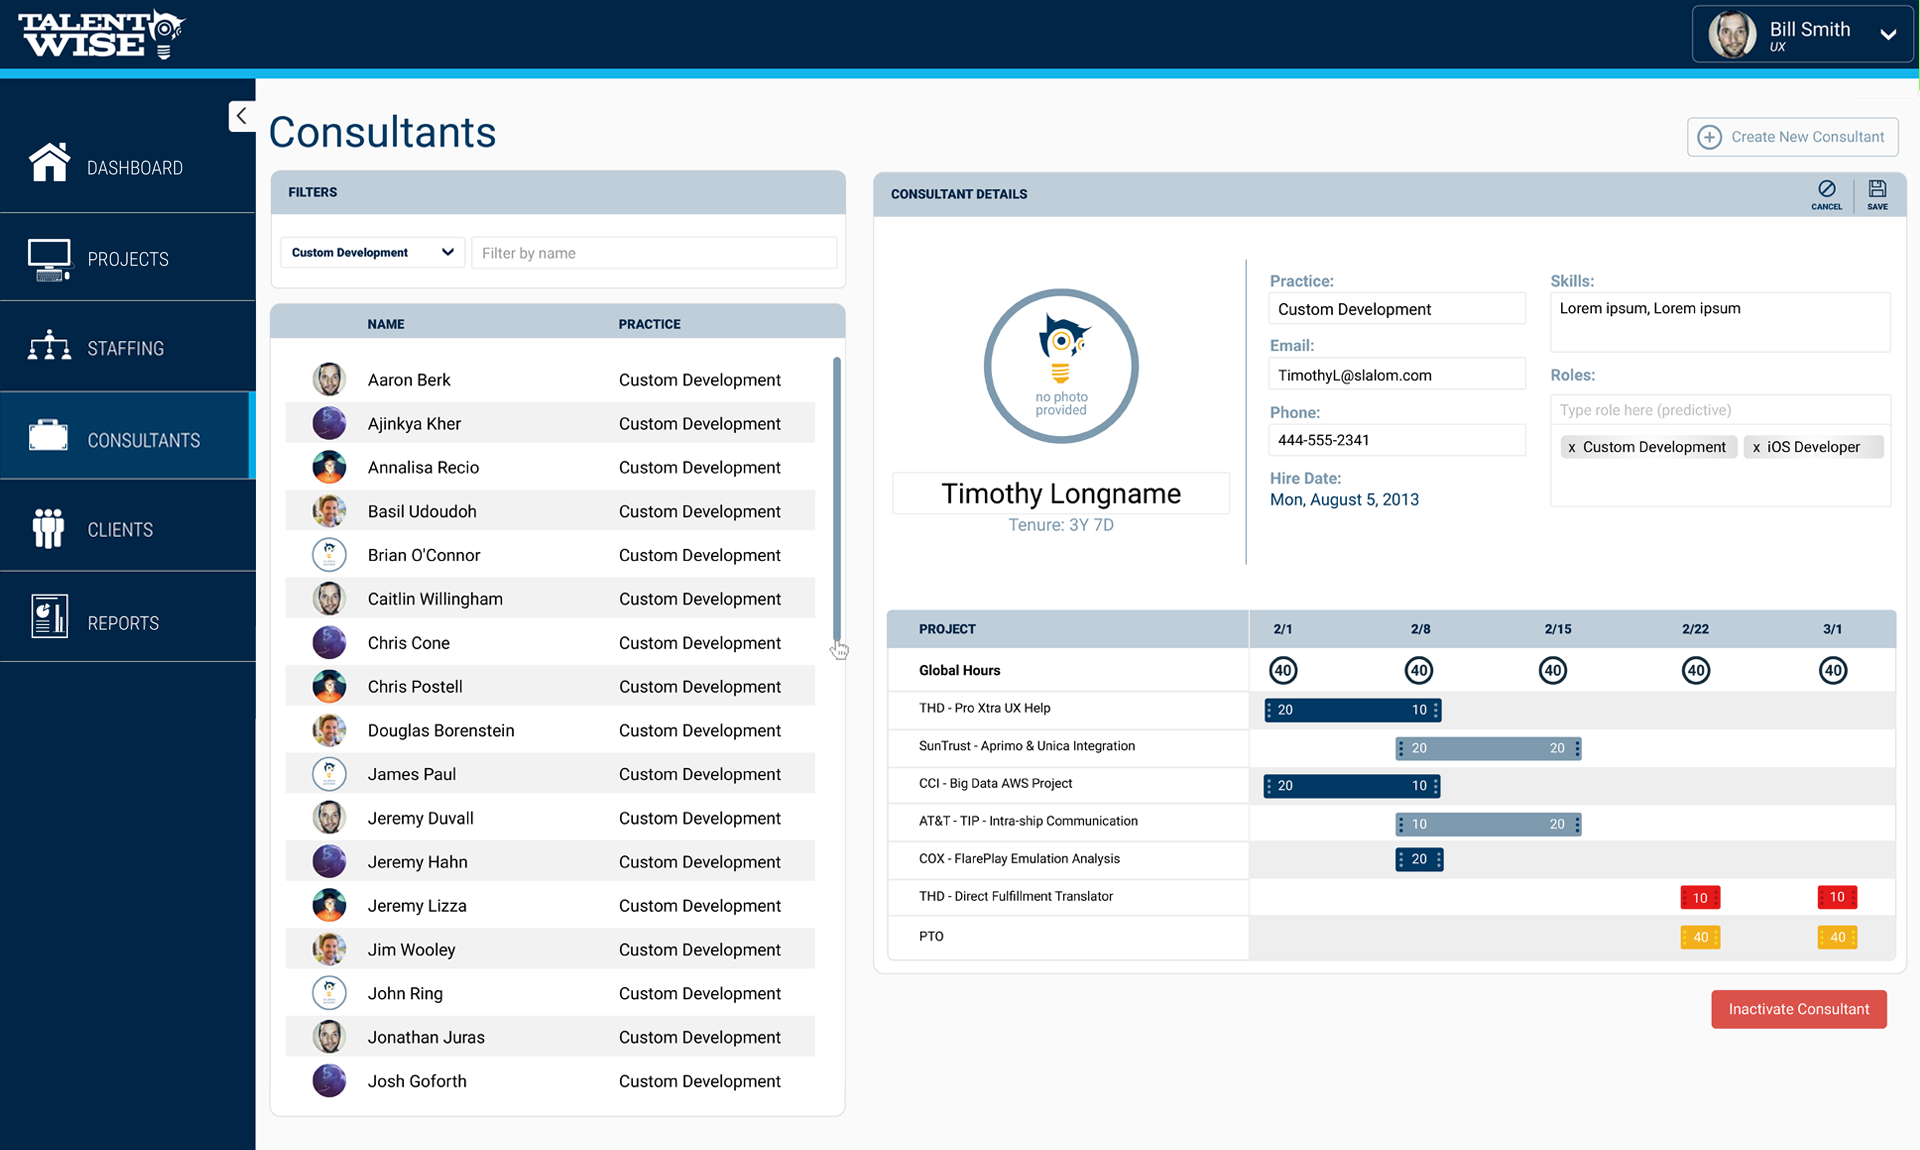 TALENT
WISE
Bill Smith
UX
DASHBOARD
PROJECTS
STAFFING
CONSULTANTS
CLIENTS
REPORTS
Consultants
Create New Consultant
FILTERS
Custom Development
Filter by name
NAME PRACTICE
Aaron Berk Custom Development
Ajinkya Kher Custom Development
Annalisa Recio Custom Development
Basil Udoudoh Custom Development
Brian O'Connor Custom Development
Caitlin Willingham Custom Development
Chris Cone Custom Development
Chris Postell Custom Development
Douglas Borenstein Custom Development
James Paul Custom Development
Jeremy Duvall Custom Development
Jeremy Hahn Custom Development
Jeremy Lizza Custom Development
Jim Wooley Custom Development
John Ring Custom Development
Jonathan Juras Custom Development
Josh Goforth Custom Development
CONSULTANT DETAILS
CANCEL
SAVE
no photo
provided
Timothy Longname
Tenure: 3Y 7D
Practice:
Custom Development
Email:
TimothyL@slalom.com
Phone:
444-555-2341
Hire Date:
Mon, August 5, 2013
Skills:
Lorem ipsum, Lorem ipsum
Roles:
Type role here (predictive)
x Custom Development x iOS Developer
PROJECT 2/1 2/8 2/15 2/22 3/1
Global Hours 40 40 40 40 40
THD - Pro Xtra UX Help 20 10
SunTrust - Aprimo & Unica Integration 20 20
CCI - Big Data AWS Project 20 10
AT&T - TIP - Intra-ship Communication 10 20
COX - FlarePlay Emulation Analysis 20
THD - Direct Fulfillment Translator 10 10
PTO 40 40
Inactivate Consultant